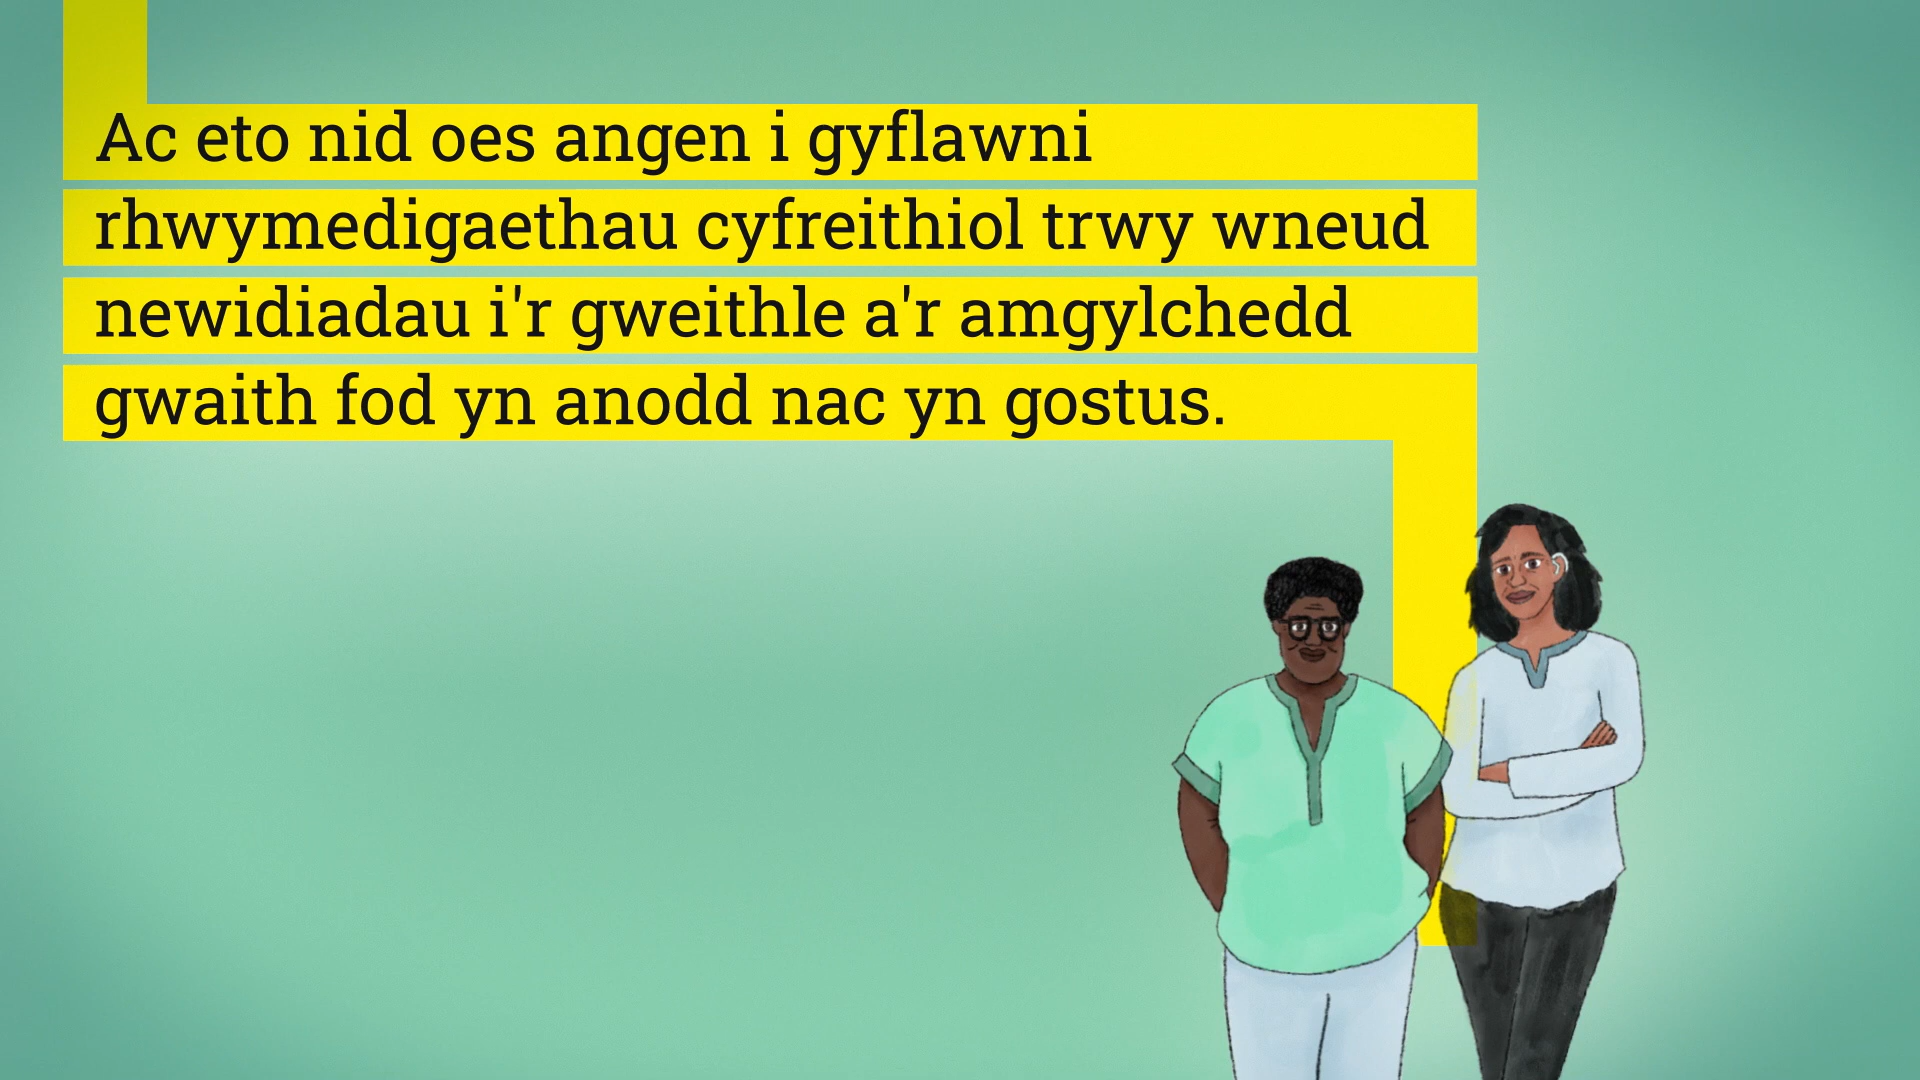 Ac eto nid oes angen i gyflawni
rhwymedigaethau cyfreithiol trwy wneud
newidiadau i'r gweithle a'r amgylchedd
gwaith fod yn anodd nac yn gostus.